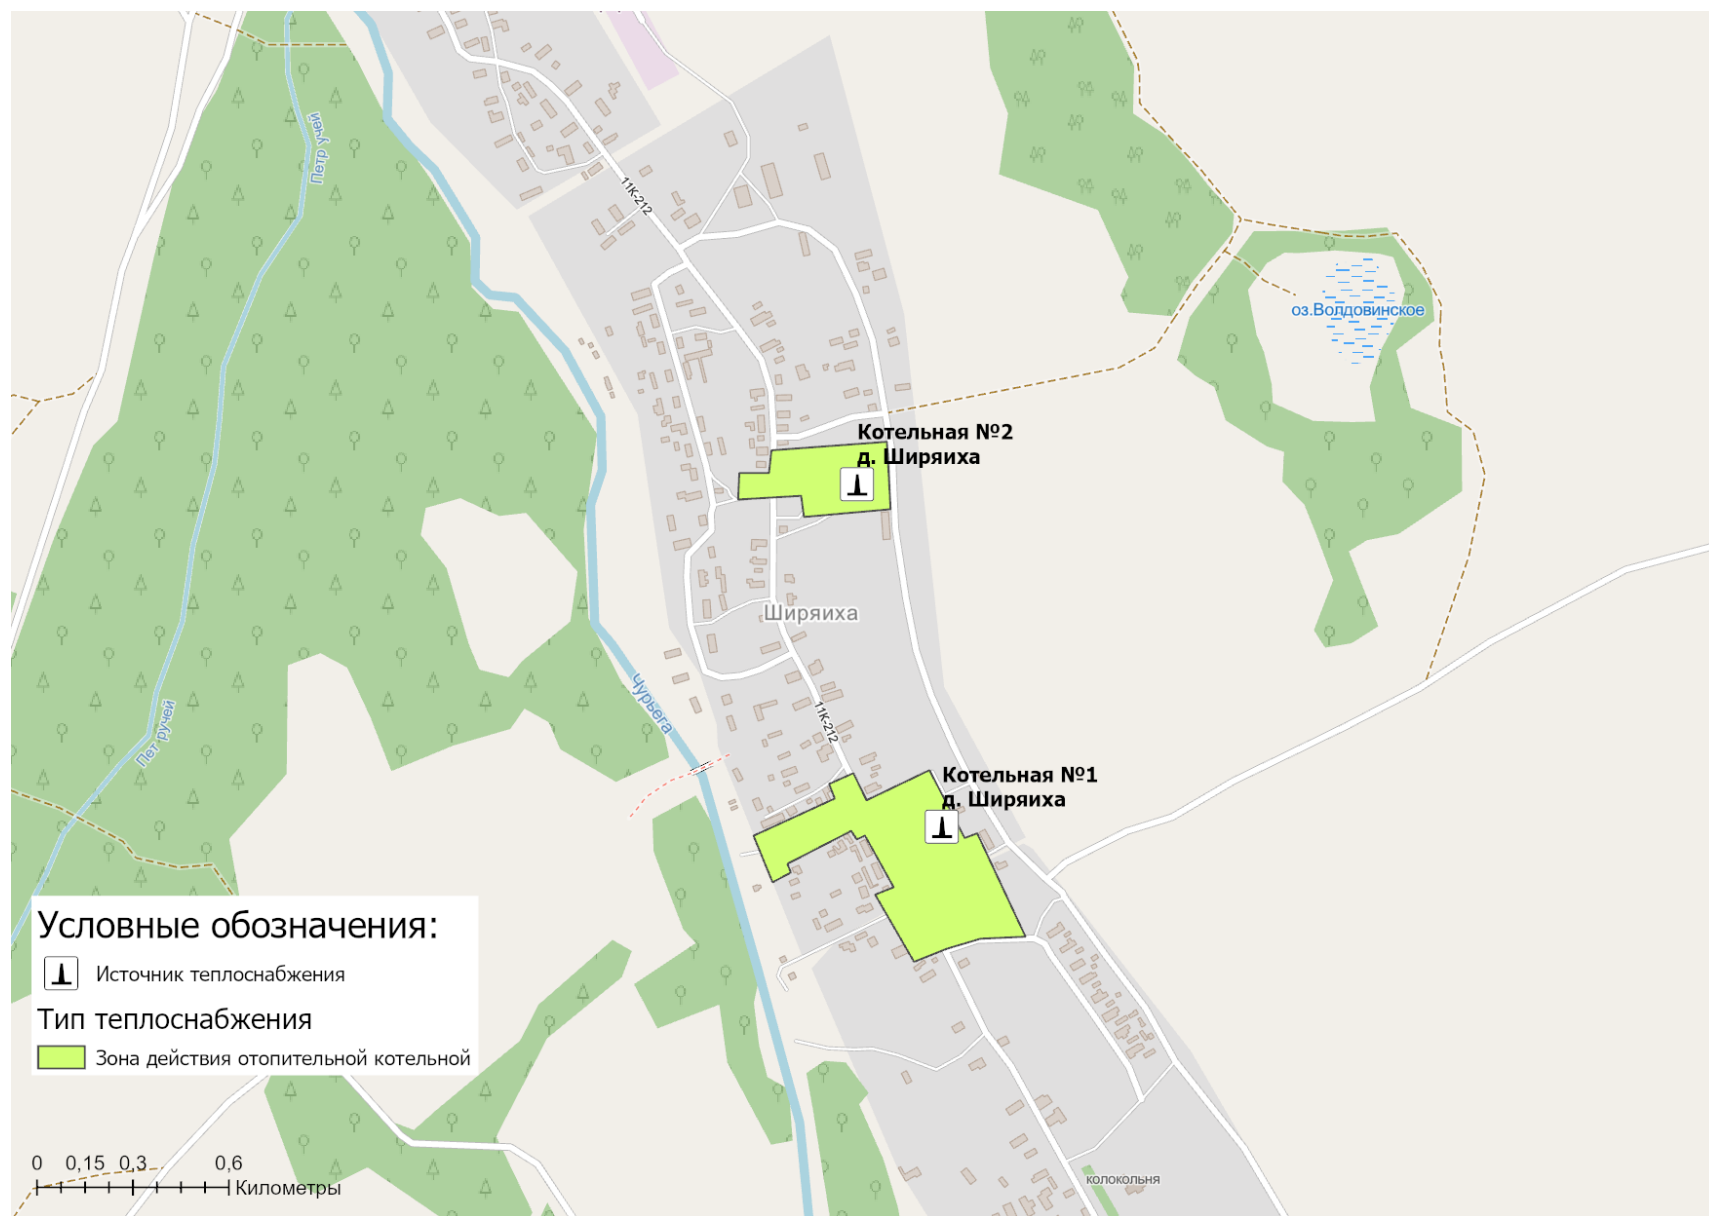 Петр учей
11К-212
оз.Волдовинское
Котельная №2
д. Ширяиха
Ширяиха
Чурьега
11К-212
Пет ручей
Котельная №1
д. Ширяиха
Условные обозначения:
Источник теплоснабжения
Тип теплоснабжения
Зона действия отопительной котельной
0 0,15 0,3 0,6
Километры
колокольня